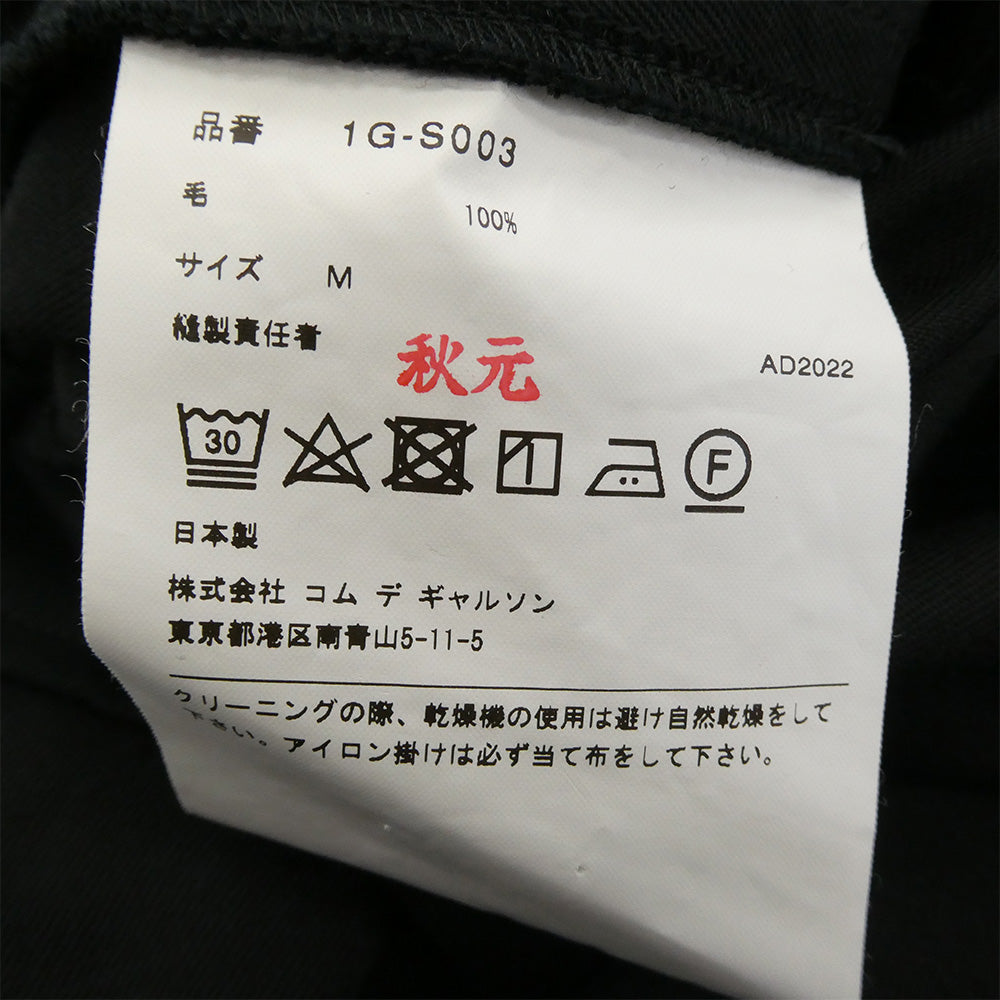 品番 1G-S003
毛 100%
サイズ M
縫製責任者 秋元
AD2022
30 F
日本製
株式会社 コム デ ギャルソン
東京都港区南青山5-11-5
クリーニングの際、乾燥機の使用は避け自然乾燥をして
下さい。アイロン掛けは必ず当て布をして下さい。